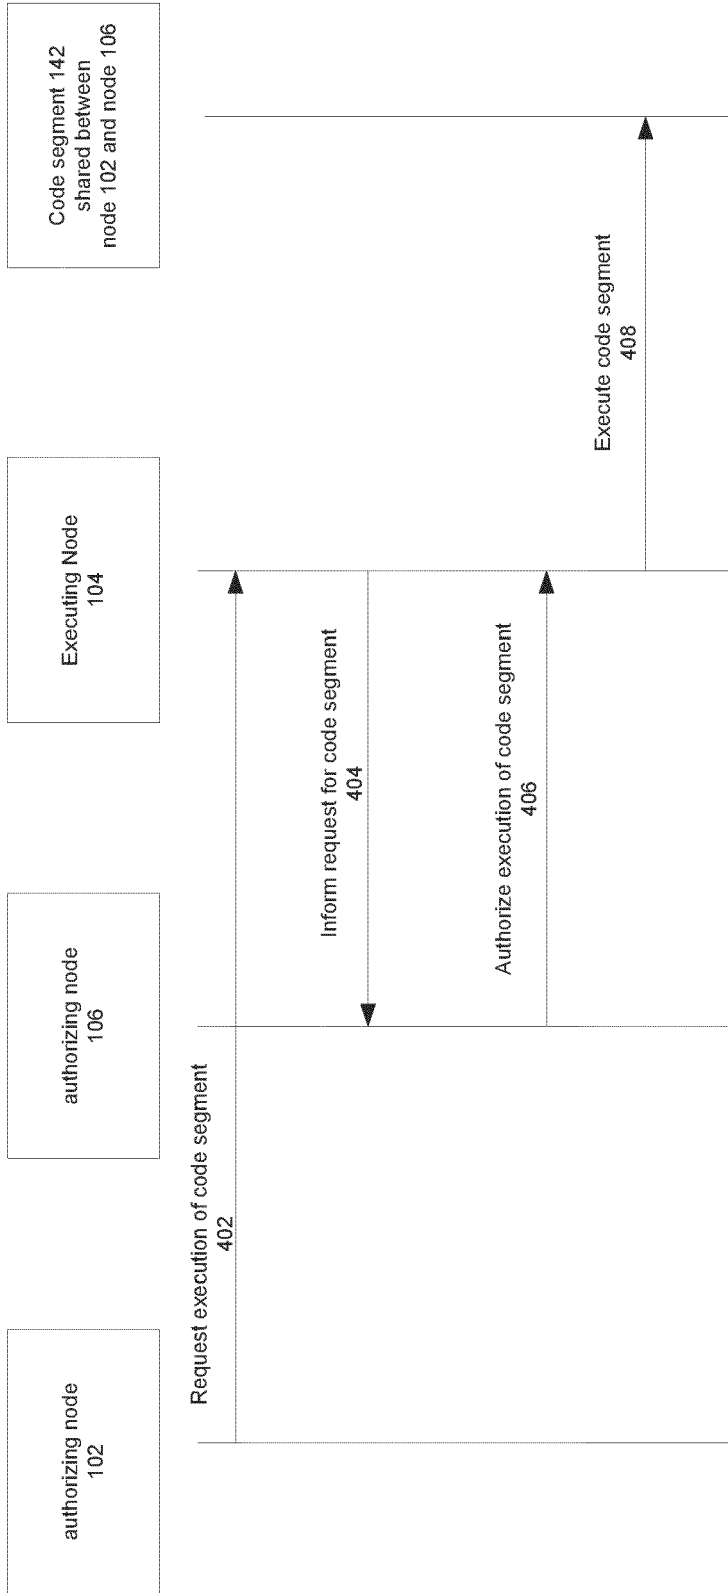 authorizing node
102
authorizing node
106
Executing Node
104
Code segment 142
shared between
node 102 and node 106
Request execution of code segment
402
Inform request for code segment
404
Authorize execution of code segment
406
Execute code segment
408